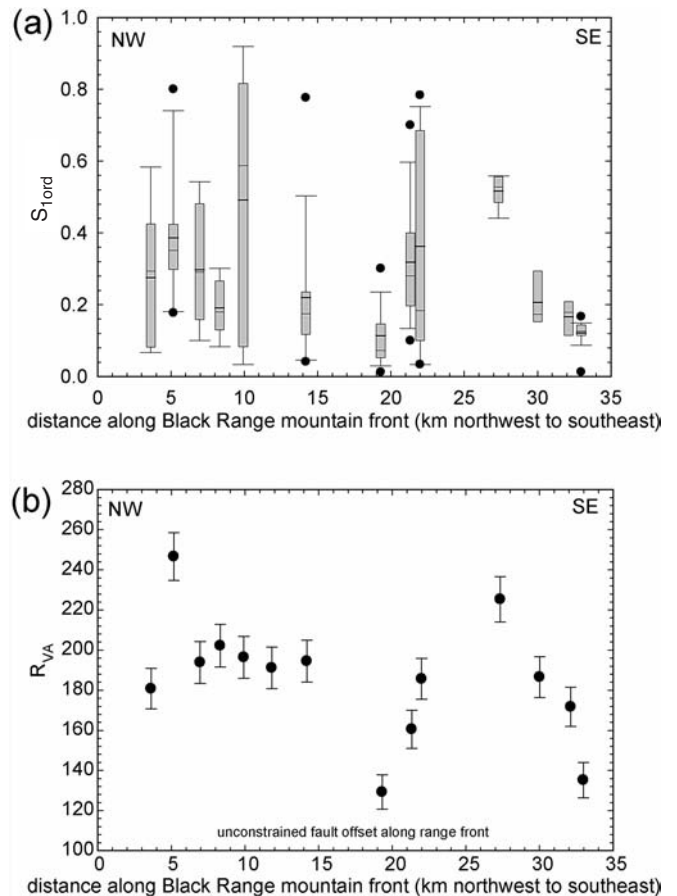 (a)
NW
SE
1.0
0.8
0.6
0.4
0.2
0.0
S1ord
0 5 10 15 20 25 30 35
distance along Black Range mountain front (km northwest to southeast)
(b)
NW
SE
280
260
240
220
200
180
160
140
120
100
RVA
unconstrained fault offset along range front
0 5 10 15 20 25 30 35
distance along Black Range mountain front (km northwest to southeast)